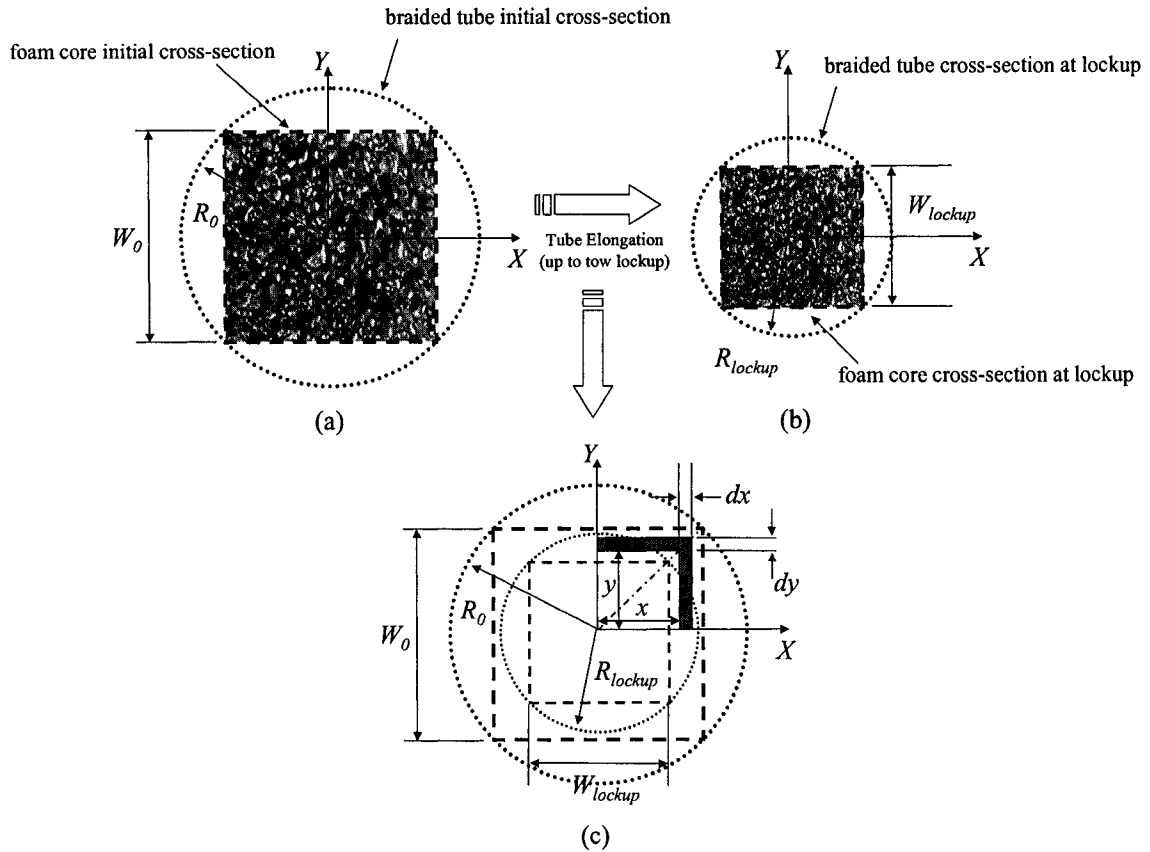 braided tube initial cross-section
foam core initial cross-section
Y
W0
R0
X
(a)
Tube Elongation
(up to tow lockup)
Y
braided tube cross-section at lockup
Wlockup
X
Rlockup
foam core cross-section at lockup
(b)
Y
dx
dy
y
x
R0
W0
X
Rlockup
Wlockup
(c)